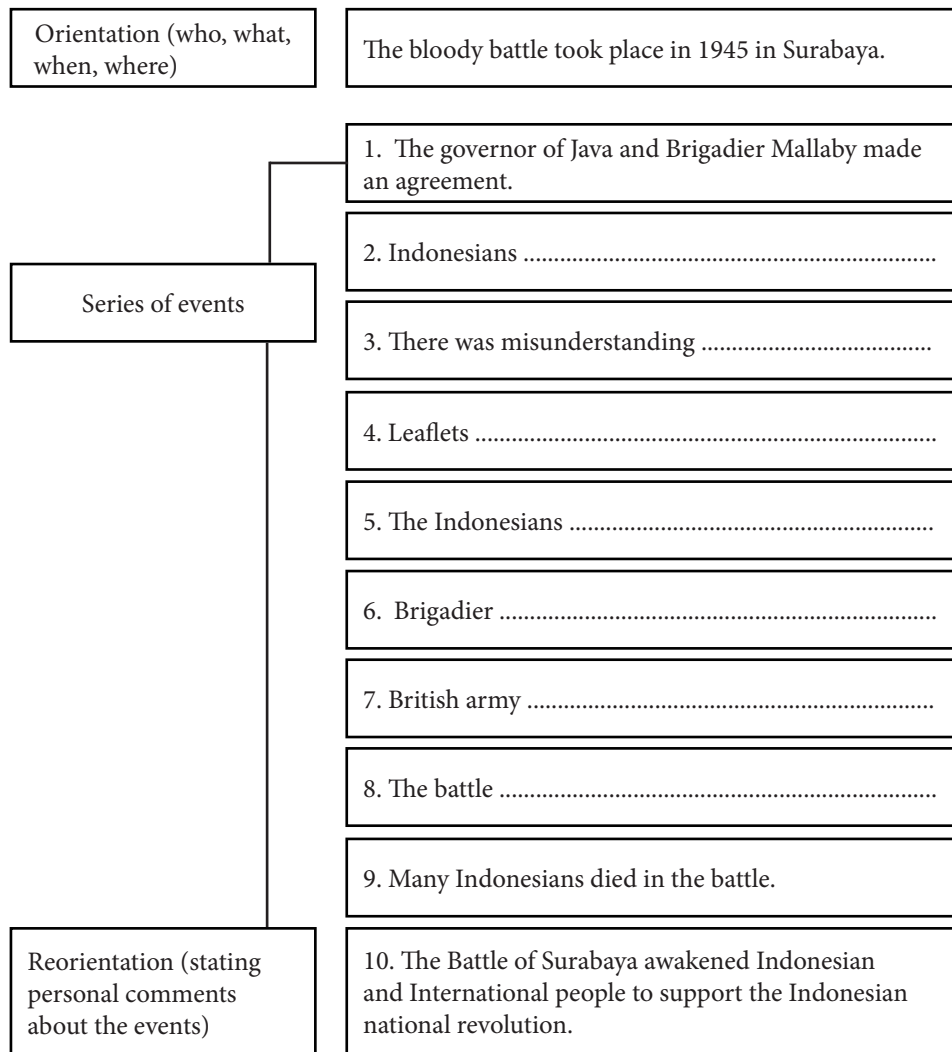 Orientation (who, what,
when, where)
The bloody battle took place in 1945 in Surabaya.
1. The governor of Java and Brigadier Mallaby made
an agreement.
2. Indonesians ..........................................................................................
Series of events
3. There was misunderstanding ..................................................
4. Leaflets ....................................................................................................
5. The Indonesians ...............................................................................
6. Brigadier ...............................................................................................
7. British army ........................................................................................
8. The battle ...............................................................................................
9. Many Indonesians died in the battle.
Reorientation (stating
personal comments
about the events)
10. The Battle of Surabaya awakened Indonesian
and International people to support the Indonesian
national revolution.